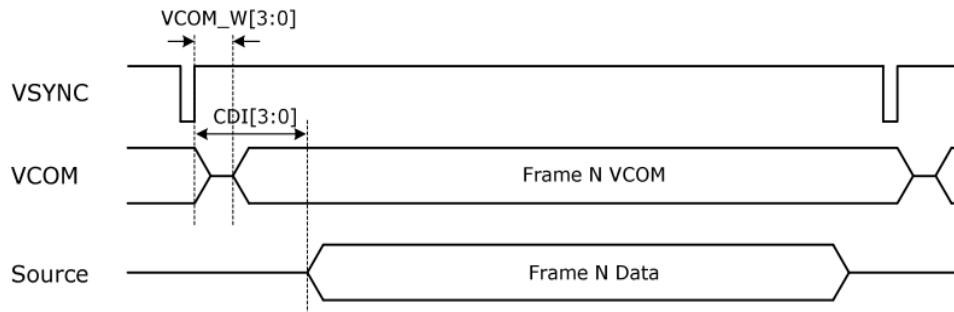 VCOM_W[3:0]
VSYNC
CDI[3:0]
VCOM
Frame N VCOM
Source
Frame N Data